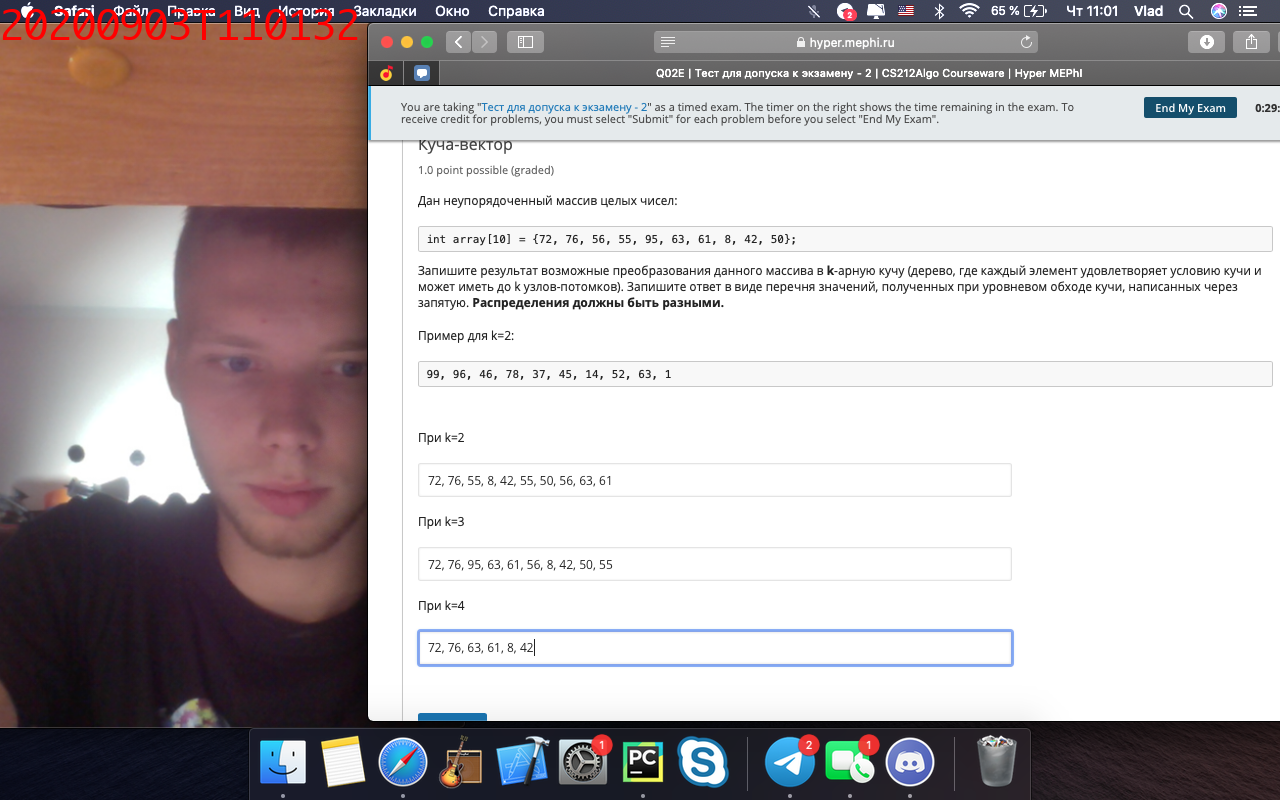 Safari Файл Правка Вид История Закладки Окно Справка 2 65 % Чт 11:01 Vlad
20200903T110132
hyper.mephi.ru
Q02E | Тест для допуска к экзамену - 2 | CS212Algo Courseware | Hyper MEPhI
You are taking "Тест для допуска к экзамену - 2" as a timed exam. The timer on the right shows the time remaining in the exam. To
receive credit for problems, you must select "Submit" for each problem before you select "End My Exam".
End My Exam
0:29:
Куча-вектор
1.0 point possible (graded)
Дан неупорядоченный массив целых чисел:
int array[10] = {72, 76, 56, 55, 95, 63, 61, 8, 42, 50};
Запишите результат возможные преобразования данного массива в k-арную кучу (дерево, где каждый элемент удовлетворяет условию кучи и
может иметь до k узлов-потомков). Запишите ответ в виде перечня значений, полученных при уровневом обходе кучи, написанных через
запятую. Распределения должны быть разными.
Пример для k=2:
99, 96, 46, 78, 37, 45, 14, 52, 63, 1
При k=2
72, 76, 55, 8, 42, 55, 50, 56, 63, 61
При k=3
72, 76, 95, 63, 61, 56, 8, 42, 50, 55
При k=4
72, 76, 63, 61, 8, 42
1 PC 2 1